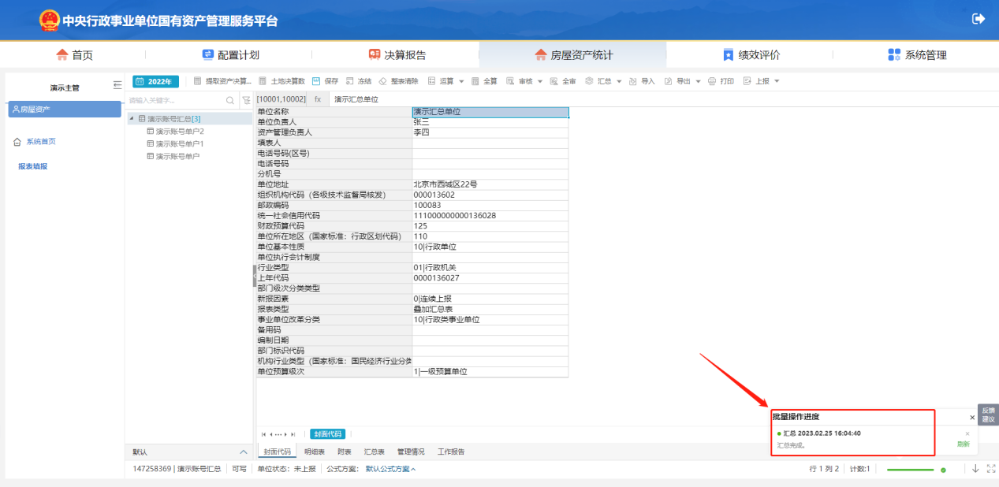 中央行政事业单位国有资产管理服务平台
首页 配置计划 决算报告 房屋资产统计 绩效评价 系统管理
演示主管
房屋资产
系统首页
报表填报
2022年 提取资产决算... 土地决算数 保存 冻结 整表清除 运算 全算 审核 全审 汇总 导入 导出 打印 上报
请输入关键字...
演示账号汇总[3]
演示账号单户2
演示账号单户1
演示账号单户
[10001,10002] fx 演示汇总单位
单位名称 演示汇总单位
单位负责人 张三
资产管理负责人 李四
填表人
电话号码(区号)
电话号码
分机号
单位地址 北京市西城区22号
组织机构代码（各级技术监督局核发） 000013602
邮政编码 100083
统一社会信用代码 111000000000136028
财政预算代码 125
单位所在地区（国家标准：行政区划代码） 110
单位基本性质 10|行政单位
单位执行会计制度
行业类型 01|行政机关
上年代码 0000136027
部门级次分类类型
新报因素 0|连续上报
报表类型 叠加汇总表
事业单位改革分类 10|行政类事业单位
备用码
编制日期
部门标识代码
机构行业类型（国家标准：国民经济行业分类
单位预算级次 1|一级预算单位
批量操作进度
汇总 2023.02.25 16:04:40
汇总完成。
刷新
反馈
建议
封面代码
默认
封面代码 明细表 附表 汇总表 管理情况 工作报告
147258369 | 演示账号汇总 可写 单位状态：未上报 公式方案：默认公式方案 行 1 列 2 计数:1